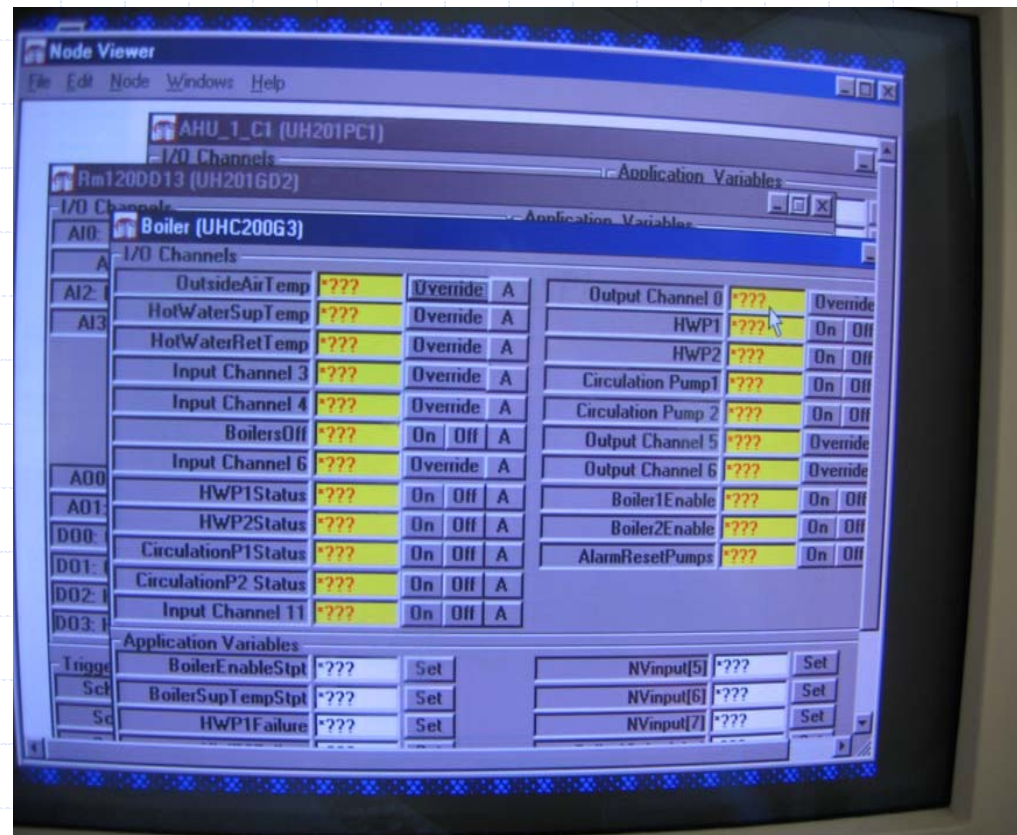 Node Viewer
File Edit Node Windows Help
AHU_1_C1 (UH201PC1)
I/O Channels Application Variables
Rm120DD13 (UH201GD2)
I/O Channels Application Variables
AI0:
AI2:
AI3
AO0
AO1:
DO0:
DO1:
DO2:
DO3:
Boiler (UHC200G3)
I/O Channels
OutsideAirTemp *??? Override A Output Channel 0 *??? Override
HotWaterSupTemp *??? Override A HWP1 *??? On Off
HotWaterRetTemp *??? Override A HWP2 *??? On Off
Input Channel 3 *??? Override A Circulation Pump1 *??? On Off
Input Channel 4 *??? Override A Circulation Pump 2 *??? On Off
BoilersOff *??? On Off A Output Channel 5 *??? Override
Input Channel 6 *??? Override A Output Channel 6 *??? Override
HWP1Status *??? On Off A Boiler1Enable *??? On Off
HWP2Status *??? On Off A Boiler2Enable *??? On Off
CirculationP1Status *??? On Off A AlarmResetPumps *??? On Off
CirculationP2 Status *??? On Off A
Input Channel 11 *??? On Off A
Application Variables
BoilerEnableStpt *??? Set NVinput[5] *??? Set
BoilerSupTempStpt *??? Set NVinput[6] *??? Set
HWP1Failure *??? Set NVinput[7] *??? Set